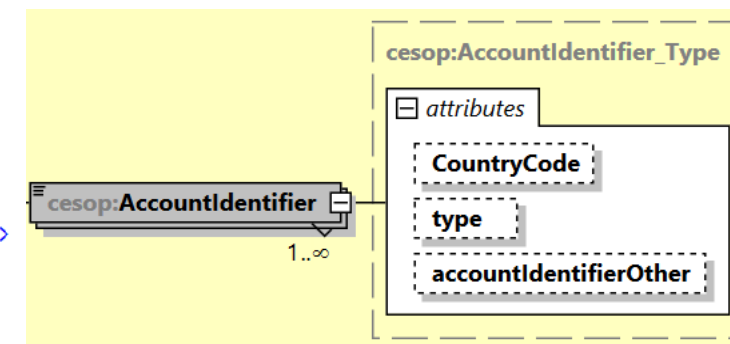 cesop:AccountIdentifier_Type
attributes
CountryCode
type
cesop:AccountIdentifier
1..∞
accountIdentifierOther